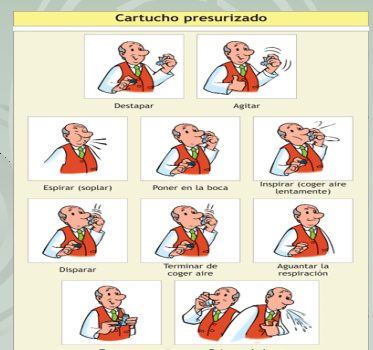 Cartucho presurizado
Destapar
Agitar
Espirar (soplar)
Poner en la boca
Inspirar (coger aire
lentamente)
Disparar
Terminar de
coger aire
Aguantar la
respiración